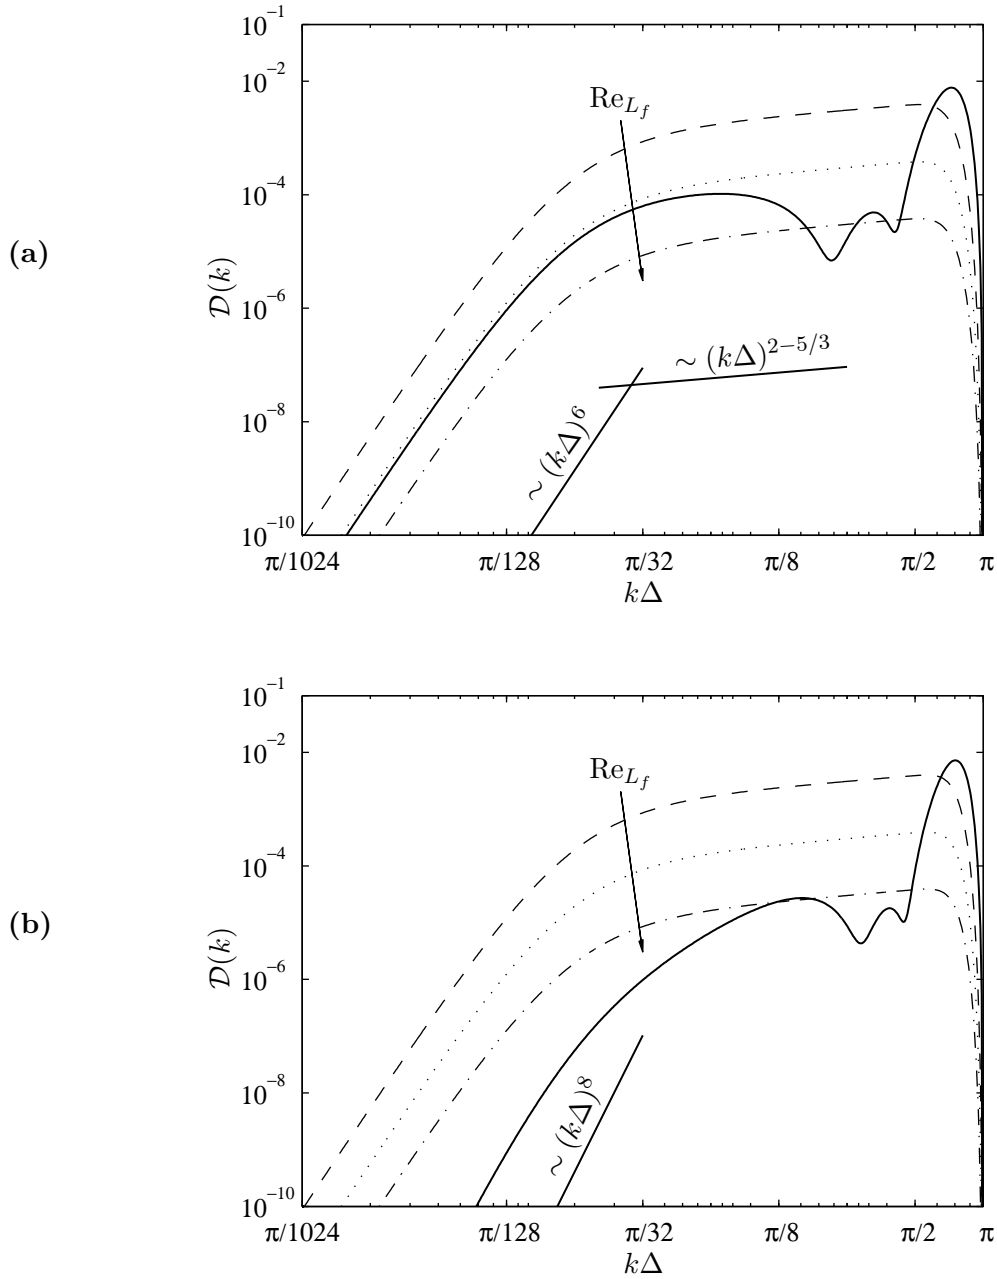 (a)
𝒟(k)
10⁻¹
10⁻²
10⁻⁴
10⁻⁶
10⁻⁸
10⁻¹⁰
Re_{L_f}
∼ (kΔ)^{2−5/3}
∼ (kΔ)⁶
π/1024 π/128 π/32 π/8 π/2 π
kΔ
(b)
𝒟(k)
10⁻¹
10⁻²
10⁻⁴
10⁻⁶
10⁻⁸
10⁻¹⁰
Re_{L_f}
∼ (kΔ)⁸
π/1024 π/128 π/32 π/8 π/2 π
kΔ